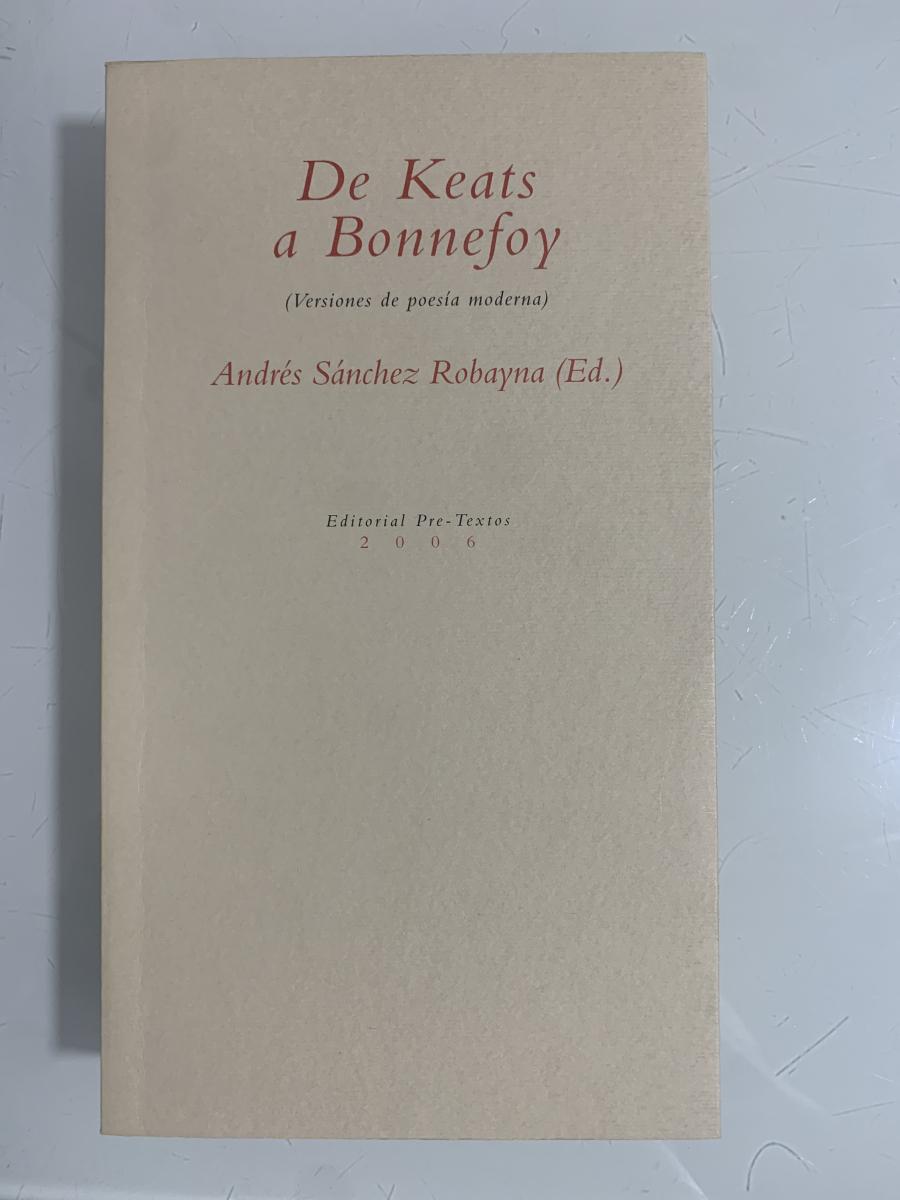 De Keats
a Bonnefoy
(Versiones de poesía moderna)
Andrés Sánchez Robayna (Ed.)
Editorial Pre-Textos
2 0 0 6